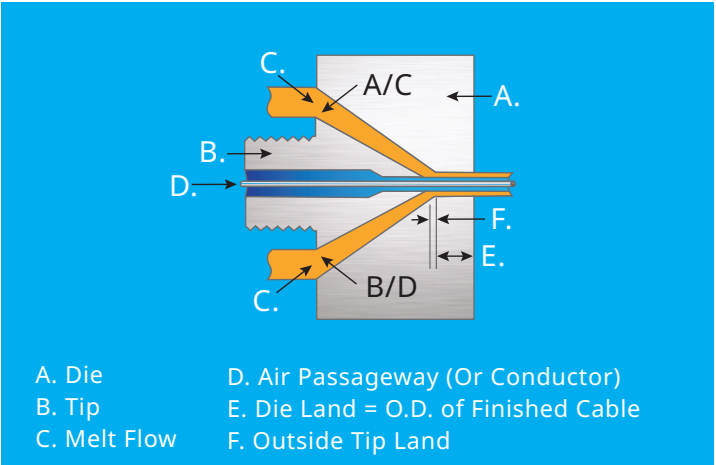 C.
A/C
A.
B.
D.
F.
E.
B/D
C.
A. Die
B. Tip
C. Melt Flow
D. Air Passageway (Or Conductor)
E. Die Land = O.D. of Finished Cable
F. Outside Tip Land